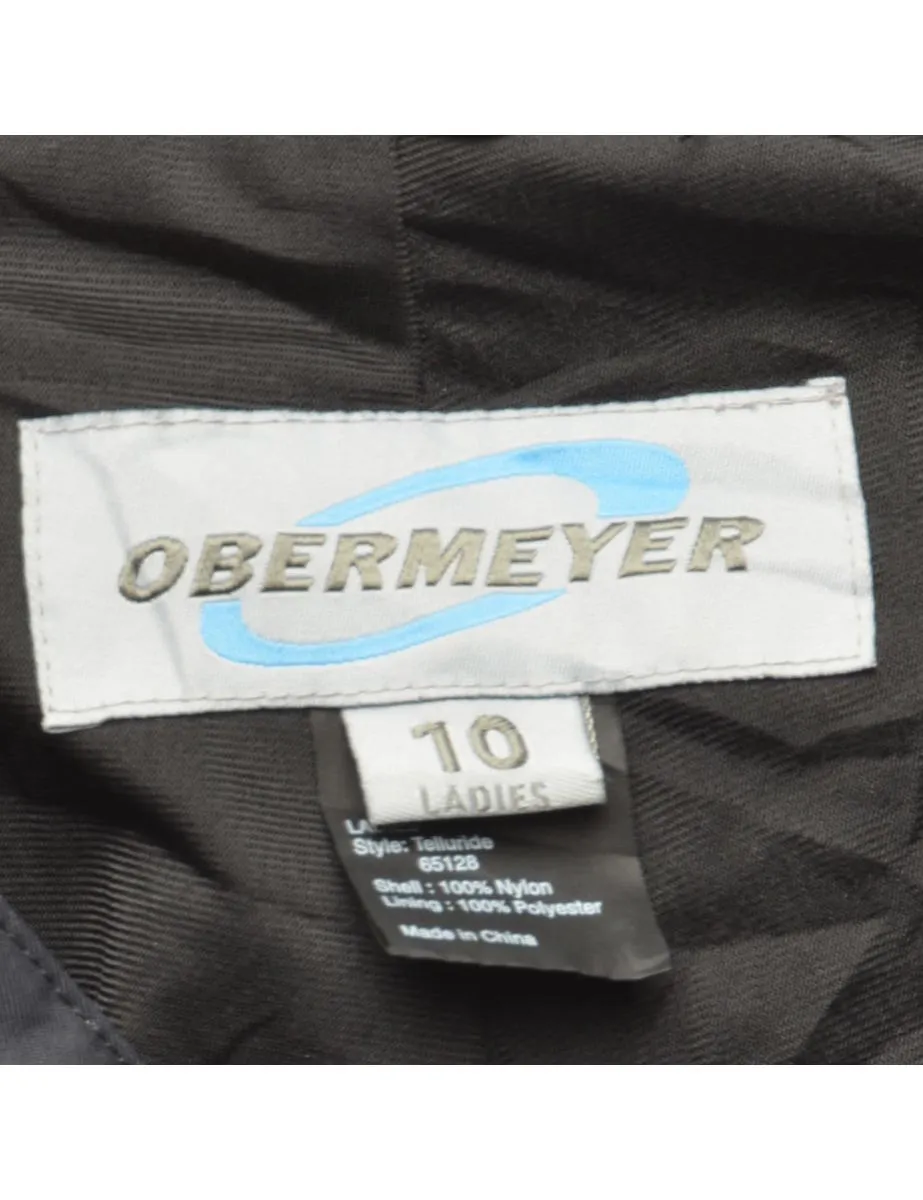 OBERMEYER
10
LADIES
Style: Telluride
65128
Shell : 100% Nylon
Lining : 100% Polyester
Made in China